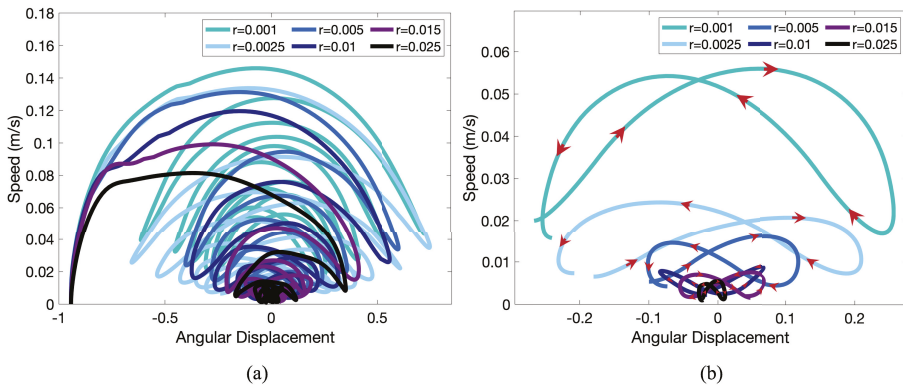 r=0.001 r=0.005 r=0.015
r=0.0025 r=0.01 r=0.025
0.18
0.16
0.14
0.12
0.1
0.08
0.06
0.04
0.02
0
Speed (m/s)
-1 -0.5 0 0.5
Angular Displacement
(a)
r=0.001 r=0.005 r=0.015
r=0.0025 r=0.01 r=0.025
0.06
0.05
0.04
0.03
0.02
0.01
0
Speed (m/s)
-0.2 -0.1 0 0.1 0.2
Angular Displacement
(b)